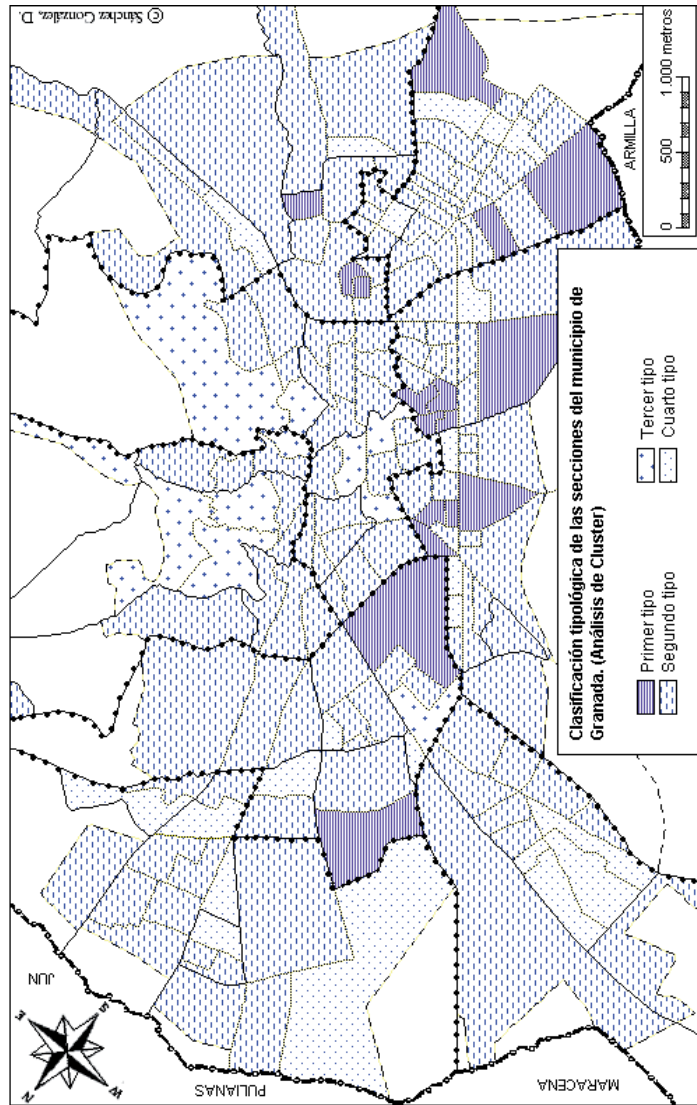 © Sánchez González, D.
JUN
PULIANAS
MARACENA
ARMILLA
N
E
S
W
0 500 1.000 metros
Clasificación tipológica de las secciones del municipio de
Granada. (Análisis de Cluster)
Primer tipo
Segundo tipo
Tercer tipo
Cuarto tipo